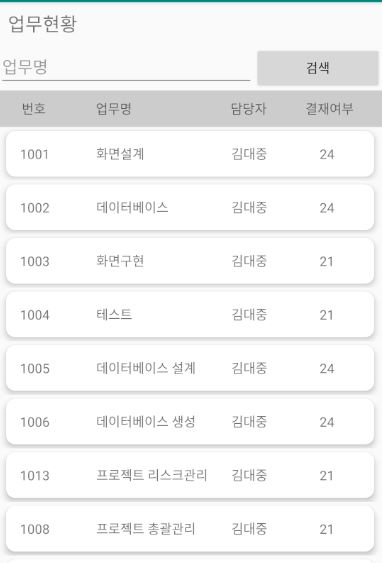 업무현황
업무명 검색
번호 업무명 담당자 결재여부
1001 화면설계 김대중 24
1002 데이터베이스 김대중 24
1003 화면구현 김대중 21
1004 테스트 김대중 21
1005 데이터베이스 설계 김대중 24
1006 데이터베이스 생성 김대중 24
1013 프로젝트 리스크관리 김대중 21
1008 프로젝트 총괄관리 김대중 21